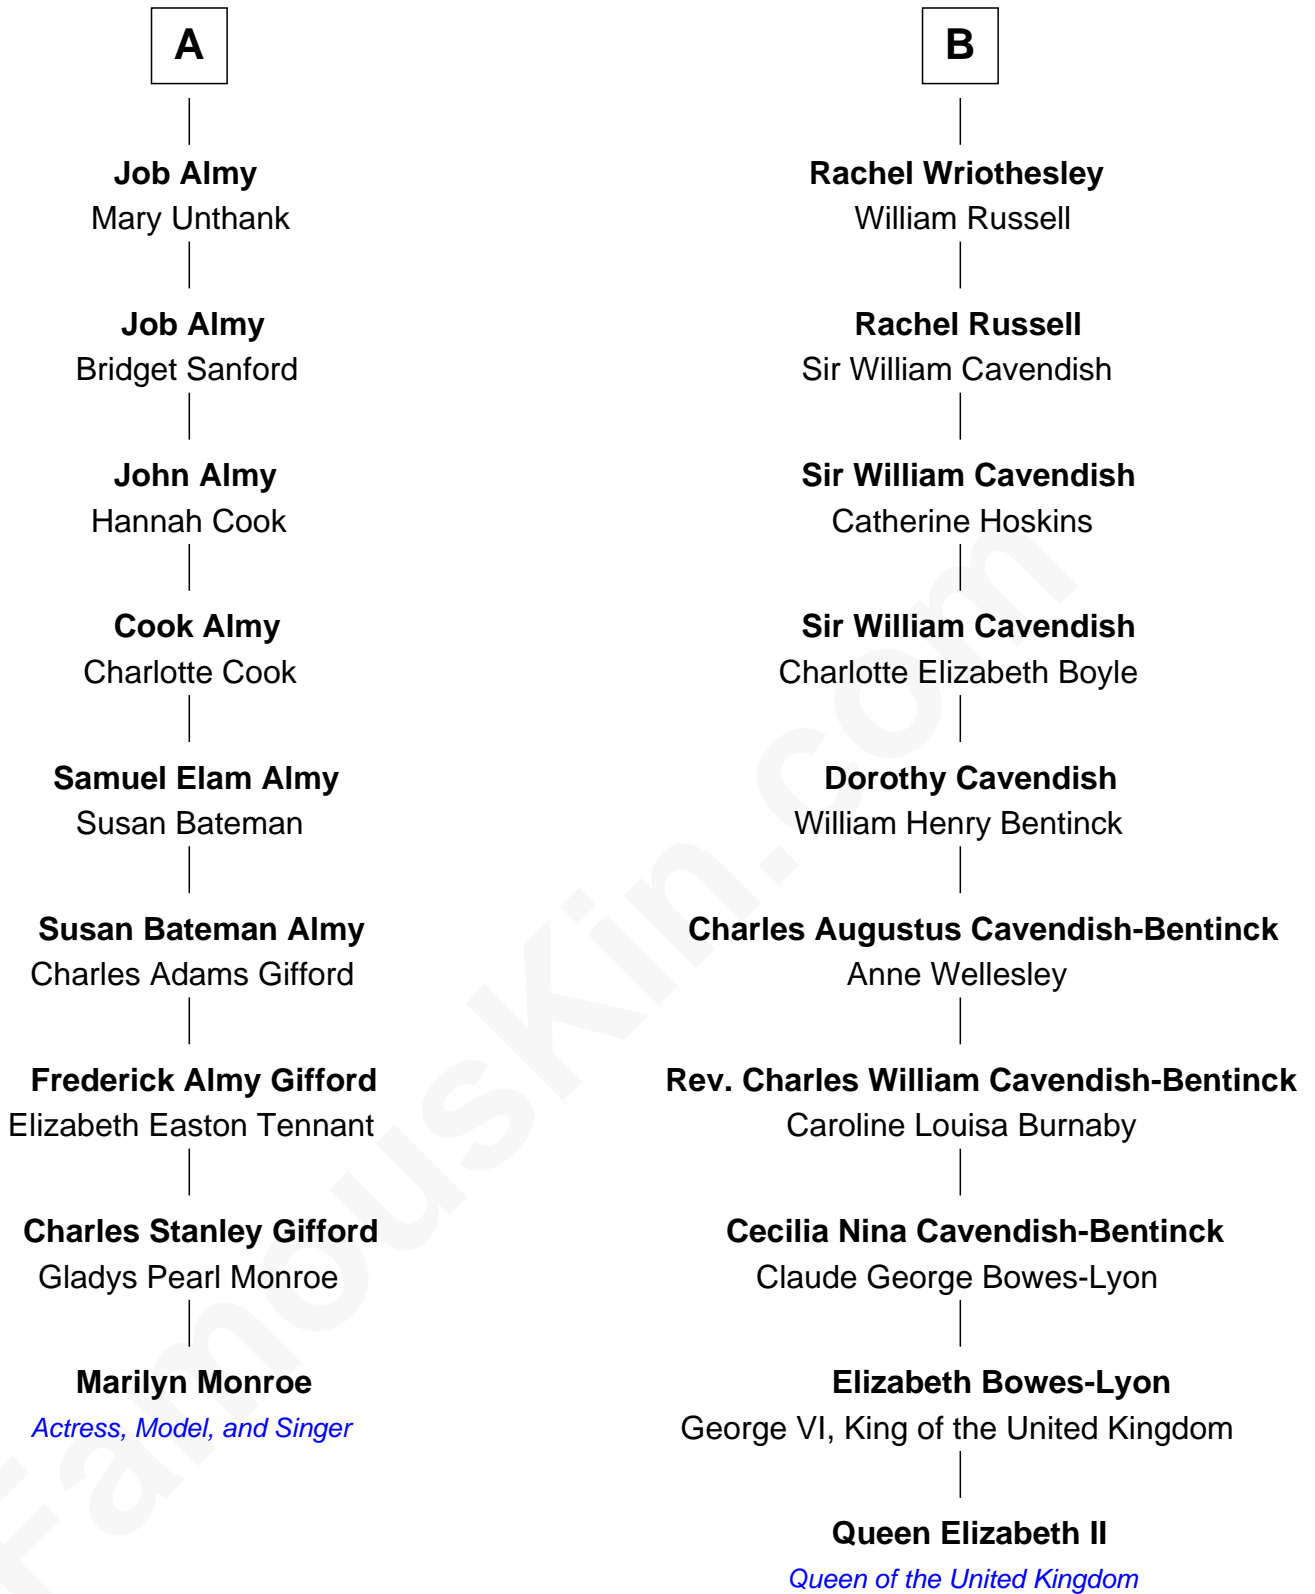 A
Job Almy
Mary Unthank
Job Almy
Bridget Sanford
John Almy
Hannah Cook
Cook Almy
Charlotte Cook
Samuel Elam Almy
Susan Bateman
Susan Bateman Almy
Charles Adams Gifford
Frederick Almy Gifford
Elizabeth Easton Tennant
Charles Stanley Gifford
Gladys Pearl Monroe
Marilyn Monroe
Actress, Model, and Singer
B
Rachel Wriothesley
William Russell
Rachel Russell
Sir William Cavendish
Sir William Cavendish
Catherine Hoskins
Sir William Cavendish
Charlotte Elizabeth Boyle
Dorothy Cavendish
William Henry Bentinck
Charles Augustus Cavendish-Bentinck
Anne Wellesley
Rev. Charles William Cavendish-Bentinck
Caroline Louisa Burnaby
Cecilia Nina Cavendish-Bentinck
Claude George Bowes-Lyon
Elizabeth Bowes-Lyon
George VI, King of the United Kingdom
Queen Elizabeth II
Queen of the United Kingdom
FamousKin.com